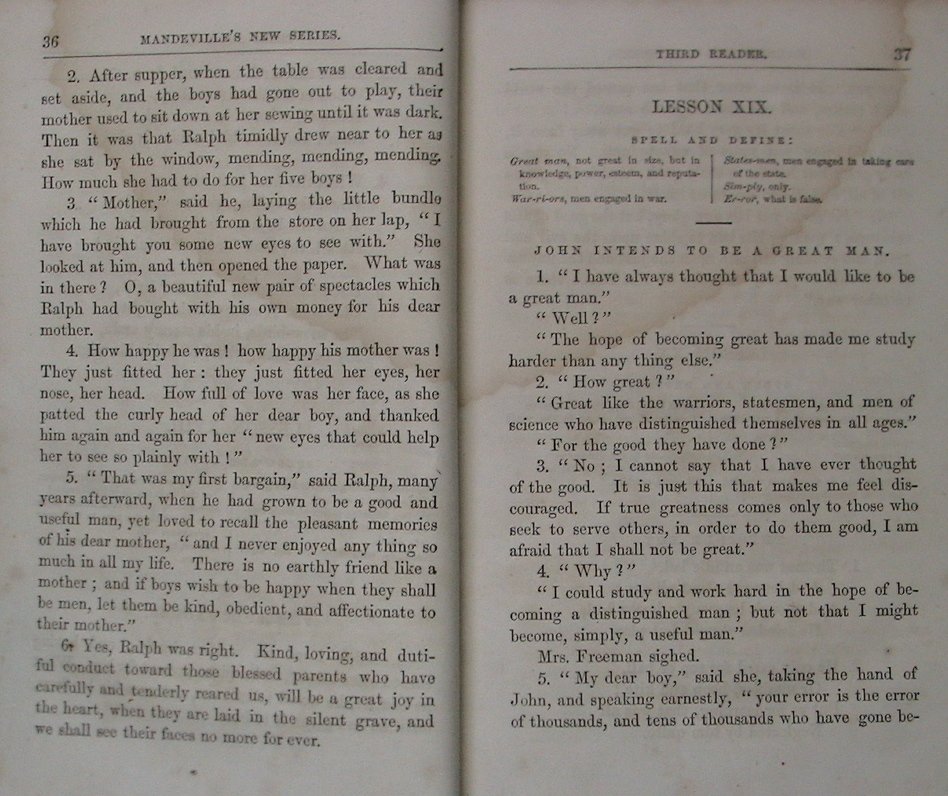 36
MANDEVILLE'S NEW SERIES.
2. After supper, when the table was cleared and
set aside, and the boys had gone out to play, their
mother used to sit down at her sewing until it was dark.
Then it was that Ralph timidly drew near to her as
she sat by the window, mending, mending, mending.
How much she had to do for her five boys !
3. “ Mother,” said he, laying the little bundle
which he had brought from the store on her lap, “ I
have brought you some new eyes to see with.” She
looked at him, and then opened the paper. What was
in there ? O, a beautiful new pair of spectacles which
Ralph had bought with his own money for his dear
mother.
4. How happy he was ! how happy his mother was !
They just fitted her : they just fitted her eyes, her
nose, her head. How full of love was her face, as she
patted the curly head of her dear boy, and thanked
him again and again for her “ new eyes that could help
her to see so plainly with ! ”
5. “ That was my first bargain,” said Ralph, many
years afterward, when he had grown to be a good and
useful man, yet loved to recall the pleasant memories
of his dear mother, “ and I never enjoyed any thing so
much in all my life. There is no earthly friend like a
mother ; and if boys wish to be happy when they shall
be men, let them be kind, obedient, and affectionate to
their mother.”
6. Yes, Ralph was right. Kind, loving, and duti-
ful conduct toward those blessed parents who have
carefully and tenderly reared us, will be a great joy in
the heart, when they are laid in the silent grave, and
we shall see their faces no more for ever.
THIRD READER.
37
LESSON XIX.
SPELL AND DEFINE:
Great man, not great in size, but in
knowledge, power, esteem, and reputa-
tion.
War-ri-ors, men engaged in war.
States-men, men engaged in taking care
of the state.
Sim-ply, only.
Er-ror, what is false.
JOHN INTENDS TO BE A GREAT MAN.
1. “ I have always thought that I would like to be
a great man.”
“ Well ? ”
“ The hope of becoming great has made me study
harder than any thing else.”
2. “ How great ? ”
“ Great like the warriors, statesmen, and men of
science who have distinguished themselves in all ages.”
“ For the good they have done ? ”
3. “ No ; I cannot say that I have ever thought
of the good. It is just this that makes me feel dis-
couraged. If true greatness comes only to those who
seek to serve others, in order to do them good, I am
afraid that I shall not be great.”
4. “ Why ? ”
“ I could study and work hard in the hope of be-
coming a distinguished man ; but not that I might
become, simply, a useful man.”
Mrs. Freeman sighed.
5. “ My dear boy,” said she, taking the hand of
John, and speaking earnestly, “ your error is the error
of thousands, and tens of thousands who have gone be-